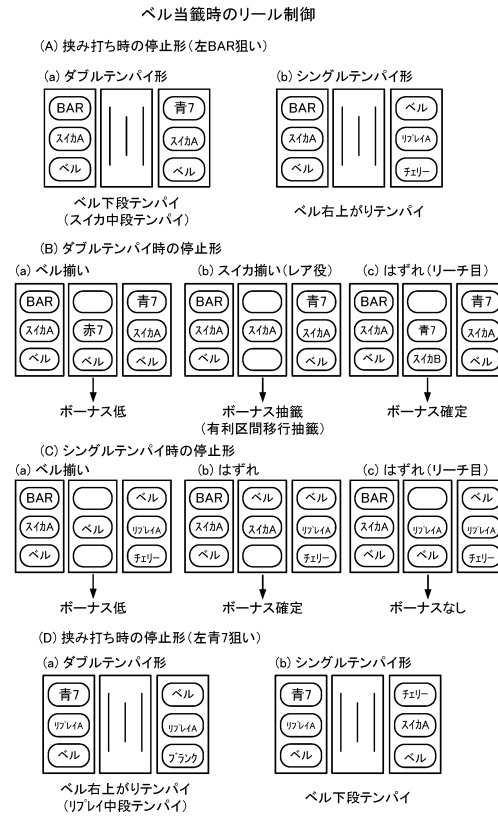 ベル当籤時のリール制御
(A) 挟み打ち時の停止形(左BAR狙い)
(a) ダブルテンパイ形 (b) シングルテンパイ形
BAR 青7 BAR ベル
スイカA スイカA スイカA リプレイA
ベル ベル ベル チェリー
ベル下段テンパイ ベル右上がりテンパイ
(スイカ中段テンパイ)
(B) ダブルテンパイ時の停止形
(a) ベル揃い (b) スイカ揃い(レア役) (c) はずれ(リーチ目)
BAR 青7 BAR 青7 BAR 青7
スイカA 赤7 スイカA スイカA スイカA スイカA スイカA 青7 スイカA
ベル ベル ベル ベル ベル ベル スイカB ベル
ボーナス低 ボーナス抽籤 ボーナス確定
(有利区間移行抽籤)
(C) シングルテンパイ時の停止形
(a) ベル揃い (b) はずれ (c) はずれ(リーチ目)
BAR ベル BAR ベル ベル BAR ベル
スイカA ベル リプレイA スイカA スイカA リプレイA スイカA リプレイA リプレイA
ベル チェリー ベル チェリー ベル ベル チェリー
ボーナス低 ボーナス確定 ボーナスなし
(D) 挟み打ち時の停止形(左青7狙い)
(a) ダブルテンパイ形 (b) シングルテンパイ形
青7 ベル 青7 チェリー
リプレイA リプレイA リプレイA スイカA
ベル ブランク ベル ベル
ベル右上がりテンパイ ベル下段テンパイ
(リプレイ中段テンパイ)